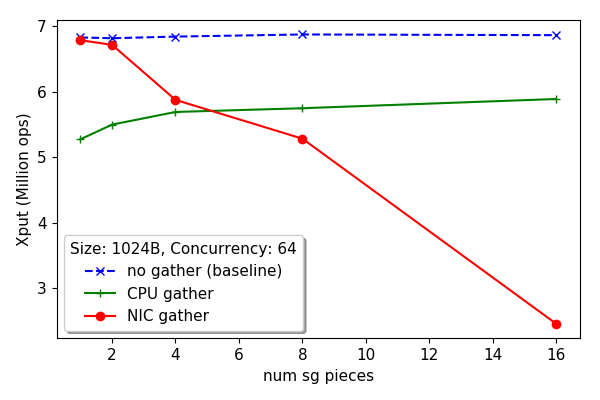 7
6
5
4
3
Xput (Million ops)
Size: 1024B, Concurrency: 64
no gather (baseline)
CPU gather
NIC gather
2 4 6 8 10 12 14 16
num sg pieces